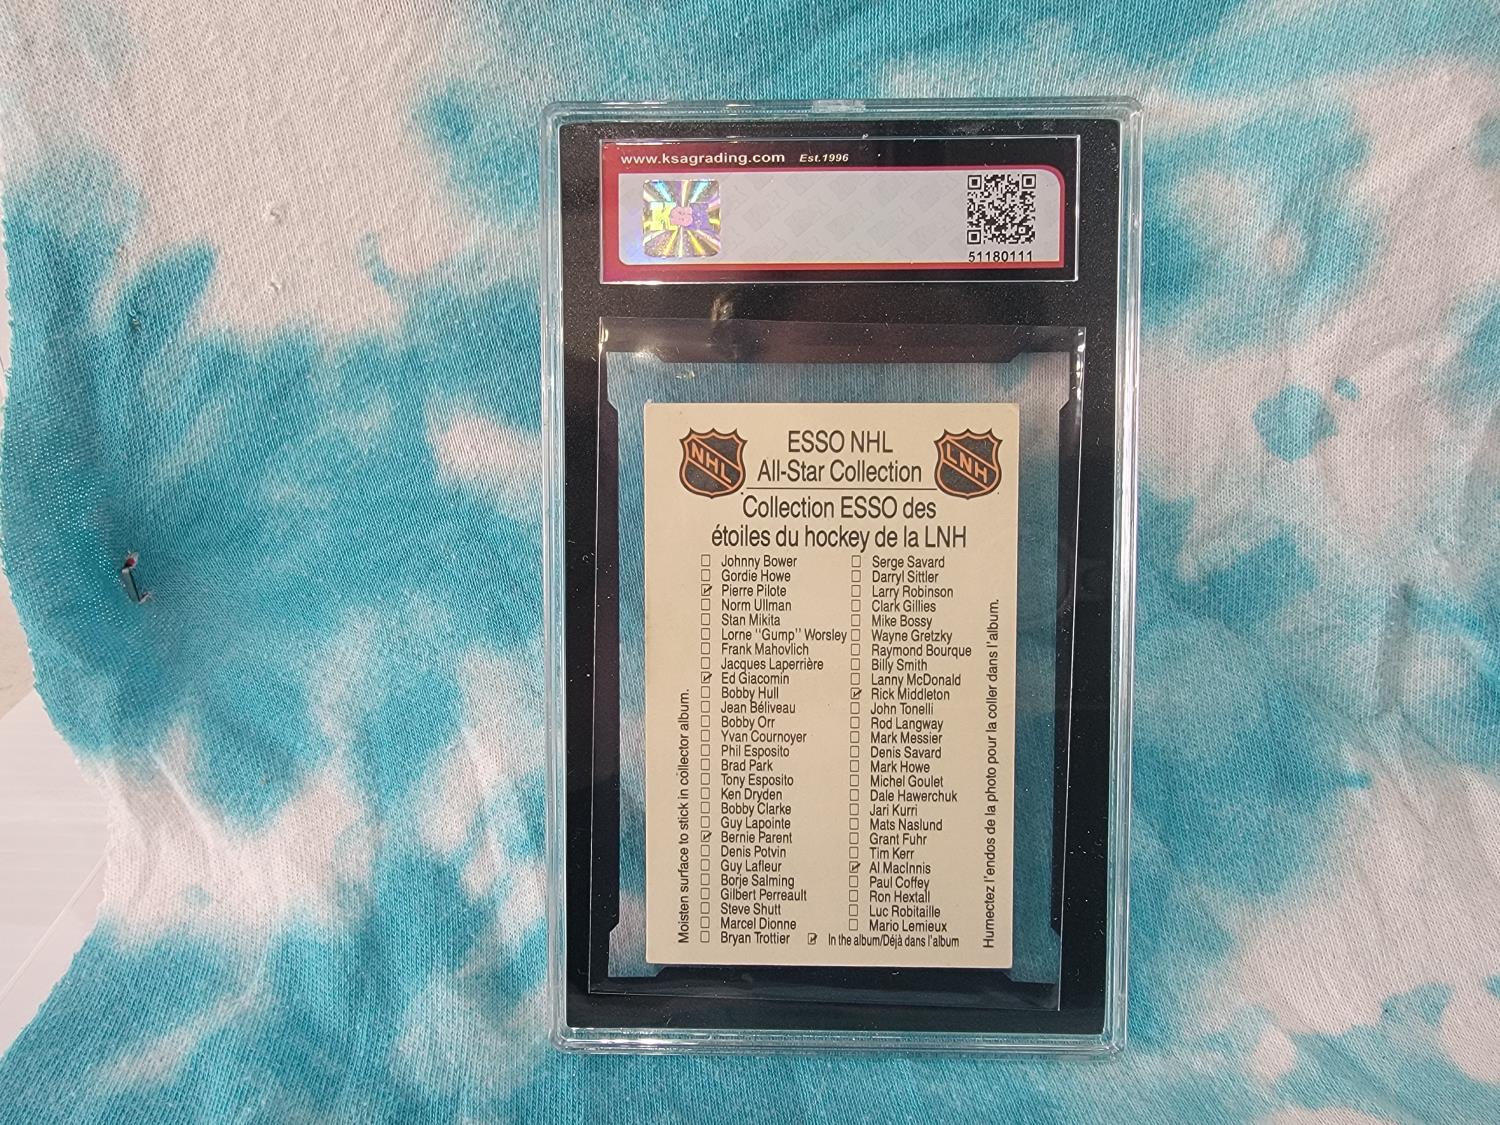 www.ksagrading.com Est.1996
KSA
51180111
NHL
ESSO NHL
All-Star Collection
LNH
Collection ESSO des
étoiles du hockey de la LNH
Johnny Bower
Gordie Howe
Pierre Pilote
Norm Ullman
Stan Mikita
Lorne "Gump" Worsley
Frank Mahovlich
Jacques Laperrière
Ed Giacomin
Bobby Hull
Jean Béliveau
Bobby Orr
Yvan Cournoyer
Phil Esposito
Brad Park
Tony Esposito
Ken Dryden
Bobby Clarke
Guy Lapointe
Bernie Parent
Denis Potvin
Guy Lafleur
Borje Salming
Gilbert Perreault
Steve Shutt
Marcel Dionne
Bryan Trottier
Serge Savard
Darryl Sittler
Larry Robinson
Clark Gillies
Mike Bossy
Wayne Gretzky
Raymond Bourque
Billy Smith
Lanny McDonald
Rick Middleton
John Tonelli
Rod Langway
Mark Messier
Denis Savard
Mark Howe
Michel Goulet
Dale Hawerchuk
Jari Kurri
Mats Naslund
Grant Fuhr
Tim Kerr
Al MacInnis
Paul Coffey
Ron Hextall
Luc Robitaille
Mario Lemieux
In the album/Déjà dans l'album
Moisten surface to stick in collector album.
Humectez l'endos de la photo pour la coller dans l'album.